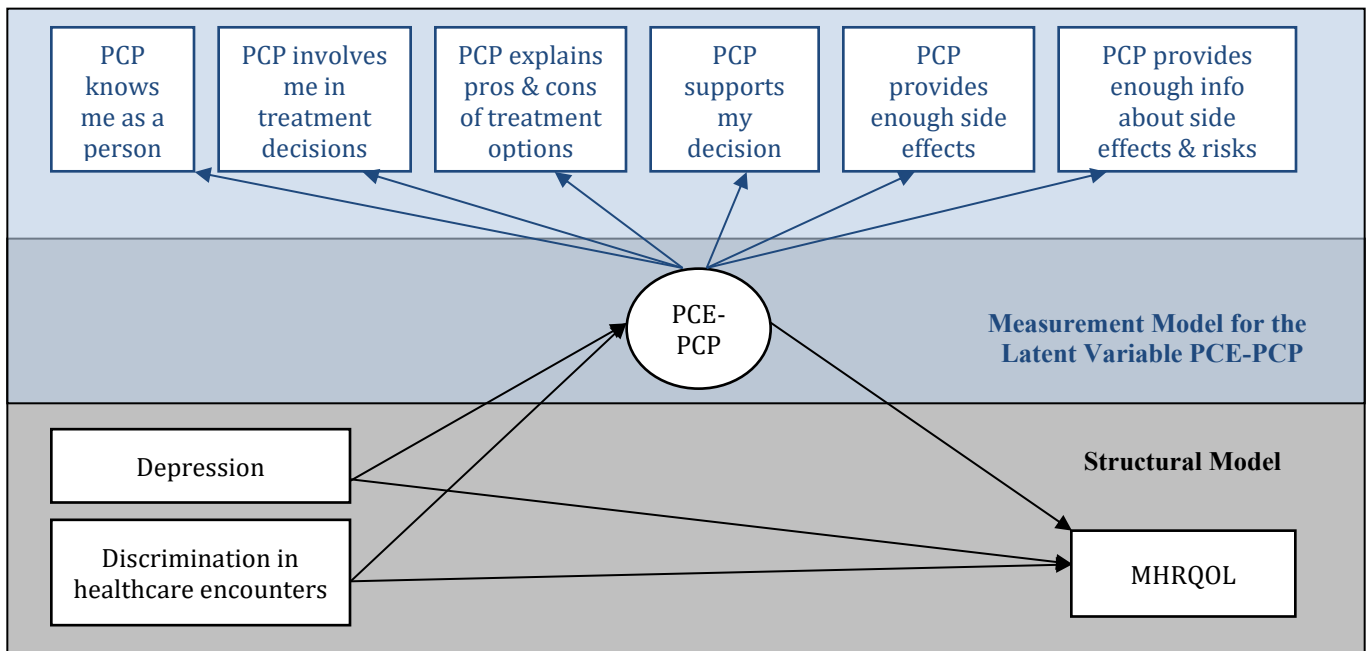 PCP
knows
me as a
person
PCP involves
me in
treatment
decisions
PCP explains
pros & cons
of treatment
options
PCP
supports
my
decision
PCP
provides
enough side
effects
PCP provides
enough info
about side
effects & risks
PCE-
PCP
Measurement Model for the
Latent Variable PCE-PCP
Depression
Structural Model
Discrimination in
healthcare encounters
MHRQOL